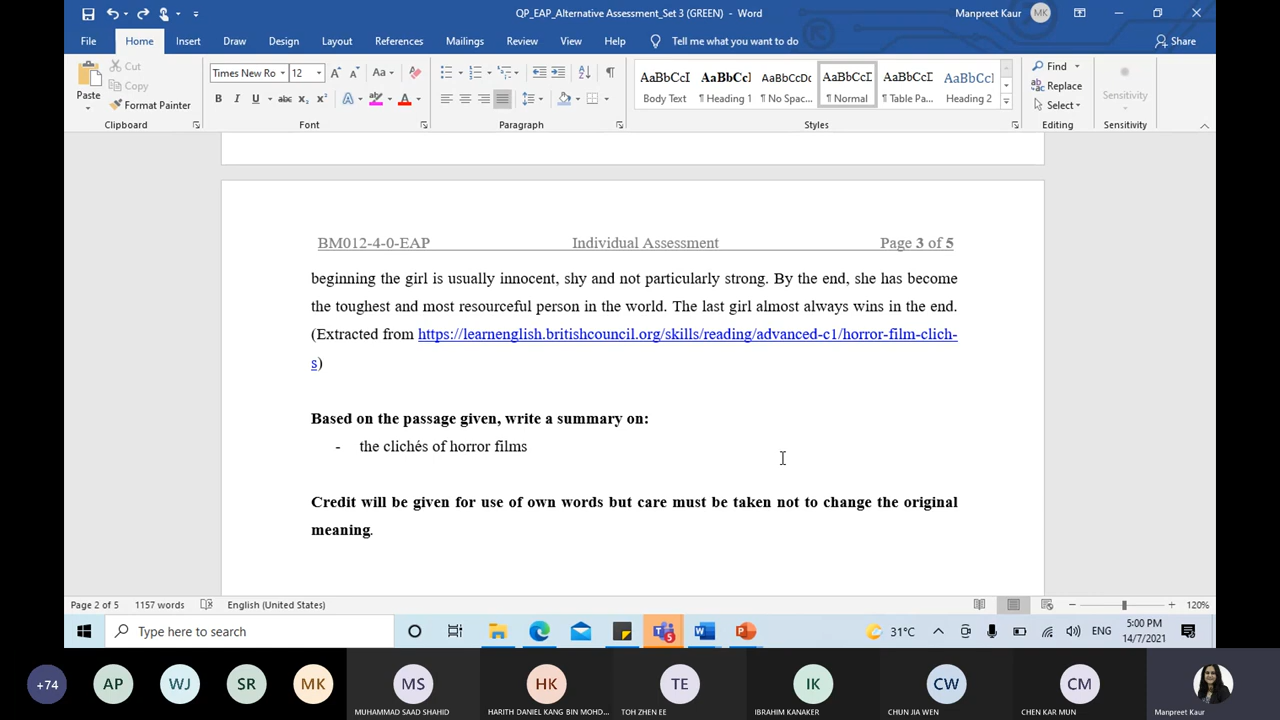 QP_EAP_Alternative Assessment_Set 3 (GREEN) - Word
Manpreet Kaur
MK
File Home Insert Draw Design Layout References Mailings Review View Help Tell me what you want to do Share
Paste
Cut
Copy
Format Painter
Clipboard
Times New Ro 12
Font
Paragraph
AaBbCcI AaBbCcl AaBbCcDc AaBbCcD AaBbCcD AaBbCcl
Body Text Heading 1 ¶ No Spac... ¶ Normal ¶ Table Pa... Heading 2
Styles
Find
Replace
Select
Editing
Sensitivity
Sensitivity
BM012-4-0-EAP Individual Assessment Page 3 of 5
beginning the girl is usually innocent, shy and not particularly strong. By the end, she has become
the toughest and most resourceful person in the world. The last girl almost always wins in the end.
(Extracted from https://learnenglish.britishcouncil.org/skills/reading/advanced-c1/horror-film-clich-
s)
Based on the passage given, write a summary on:
- the clichés of horror films
Credit will be given for use of own words but care must be taken not to change the original
meaning.
Page 2 of 5 1157 words English (United States) 120%
Type here to search
5
31°C
ENG
5:00 PM
14/7/2021
+74 AP WJ SR MK MS HK TE IK CW CM
MUHAMMAD SAAD SHAHID HARITH DANIEL KANG BIN MOHD... TOH ZHEN EE IBRAHIM KANAKER CHUN JIA WEN CHEN KAR MUN Manpreet Kaur